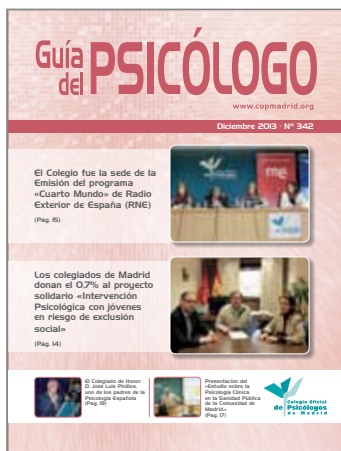 Guía
del PSICÓLOGO
www.copmadrid.org
Diciembre 2013 · Nº 342
El Colegio fue la sede de la
Emisión del programa
«Cuarto Mundo» de Radio
Exterior de España (RNE)
(Pág. 15)
rne
Los colegiados de Madrid
donan el 0,7% al proyecto
solidario «Intervención
Psicológica con jóvenes
en riesgo de exclusión
social»
(Pág. 14)
El Colegiado de Honor
D. José Luis Pinillos,
uno de los padres de la
Psicología Española
(Pag. 19)
Presentación del
«Estudio sobre la
Psicología Clínica
en la Sanidad Pública
de la Comunidad de
Madrid»
(Pag. 17)
Colegio Oficial
de Psicólogos
de Madrid